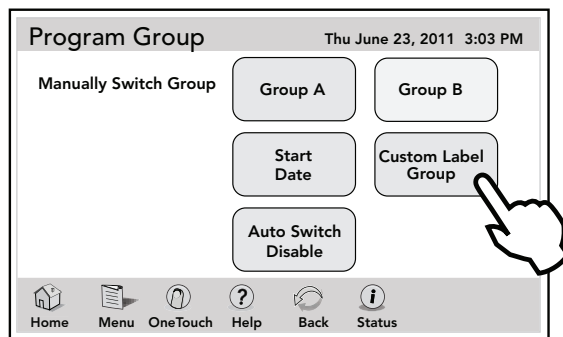 Program Group
Thu June 23, 2011 3:03 PM
Manually Switch Group
Group A
Group B
Start
Date
Custom Label
Group
Auto Switch
Disable
Home
Menu
OneTouch
?
Help
Back
i
Status